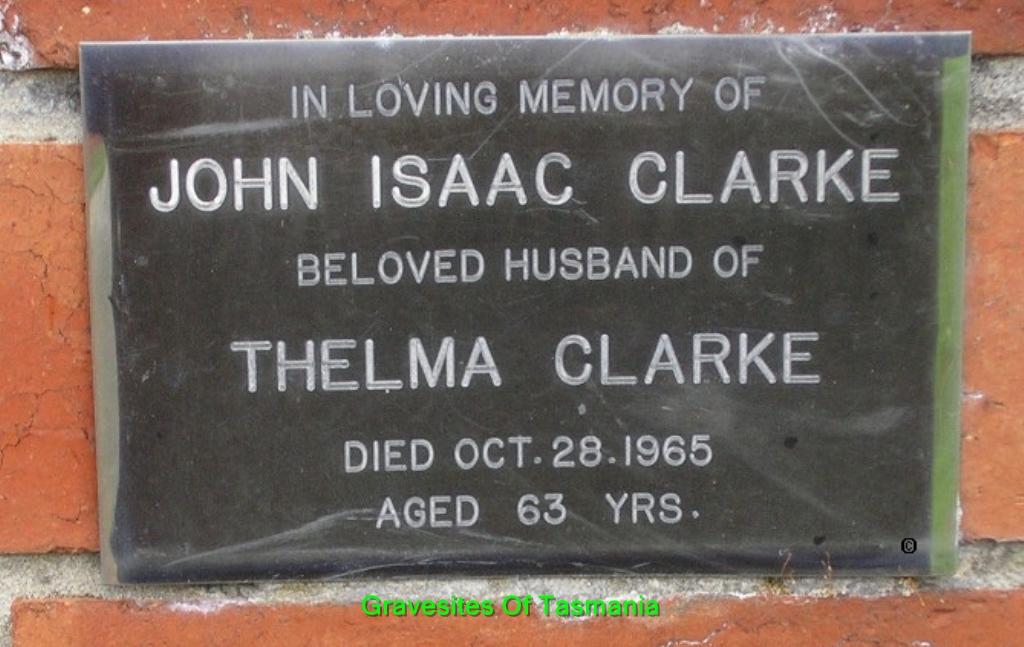 IN LOVING MEMORY OF
JOHN ISAAC CLARKE
BELOVED HUSBAND OF
THELMA CLARKE
DIED OCT. 28. 1965
AGED 63 YRS.
©
Gravesites Of Tasmania